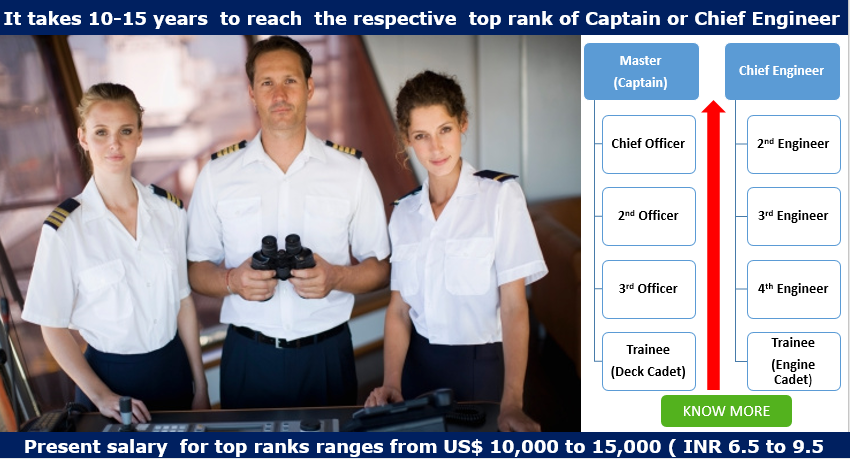 It takes 10-15 years to reach the respective top rank of Captain or Chief Engineer
Master
(Captain)
Chief Officer
2nd Officer
3rd Officer
Trainee
(Deck Cadet)
Chief Engineer
2nd Engineer
3rd Engineer
4th Engineer
Trainee
(Engine
Cadet)
KNOW MORE
Present salary for top ranks ranges from US$ 10,000 to 15,000 ( INR 6.5 to 9.5